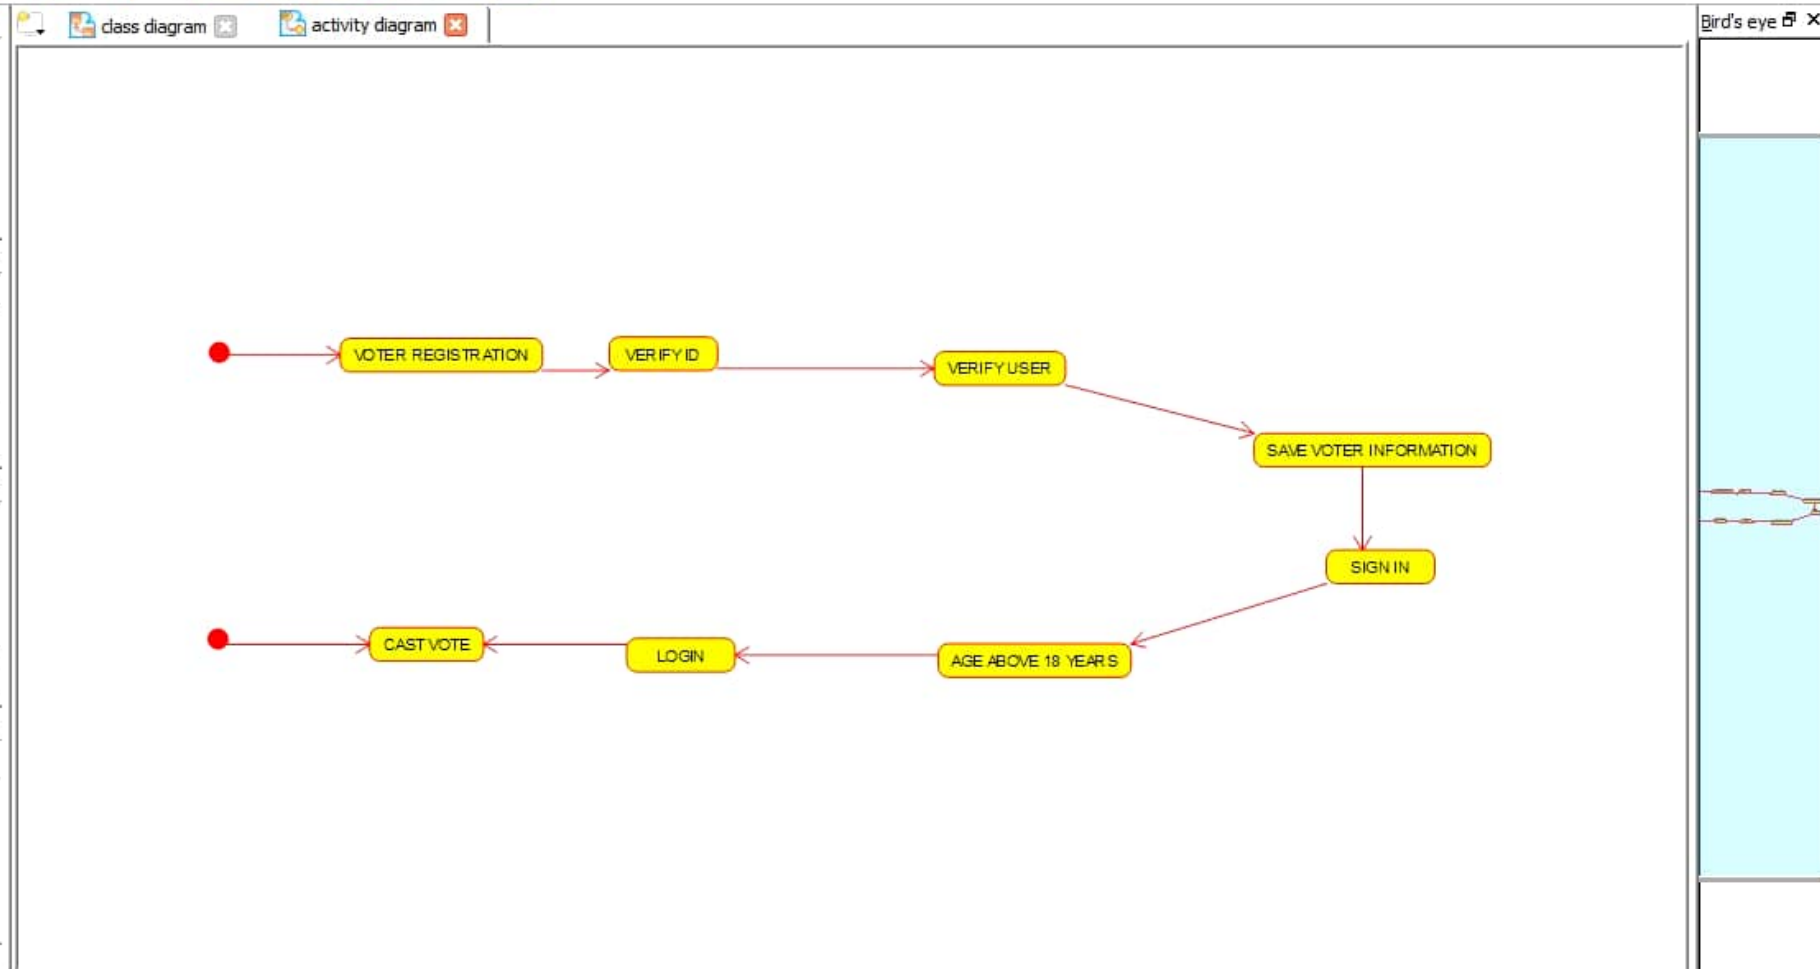 class diagram
activity diagram
Bird's eye
VOTER REGISTRATION
VERIFY ID
VERIFY USER
SAVE VOTER INFORMATION
SIGN IN
CAST VOTE
LOGIN
AGE ABOVE 18 YEARS